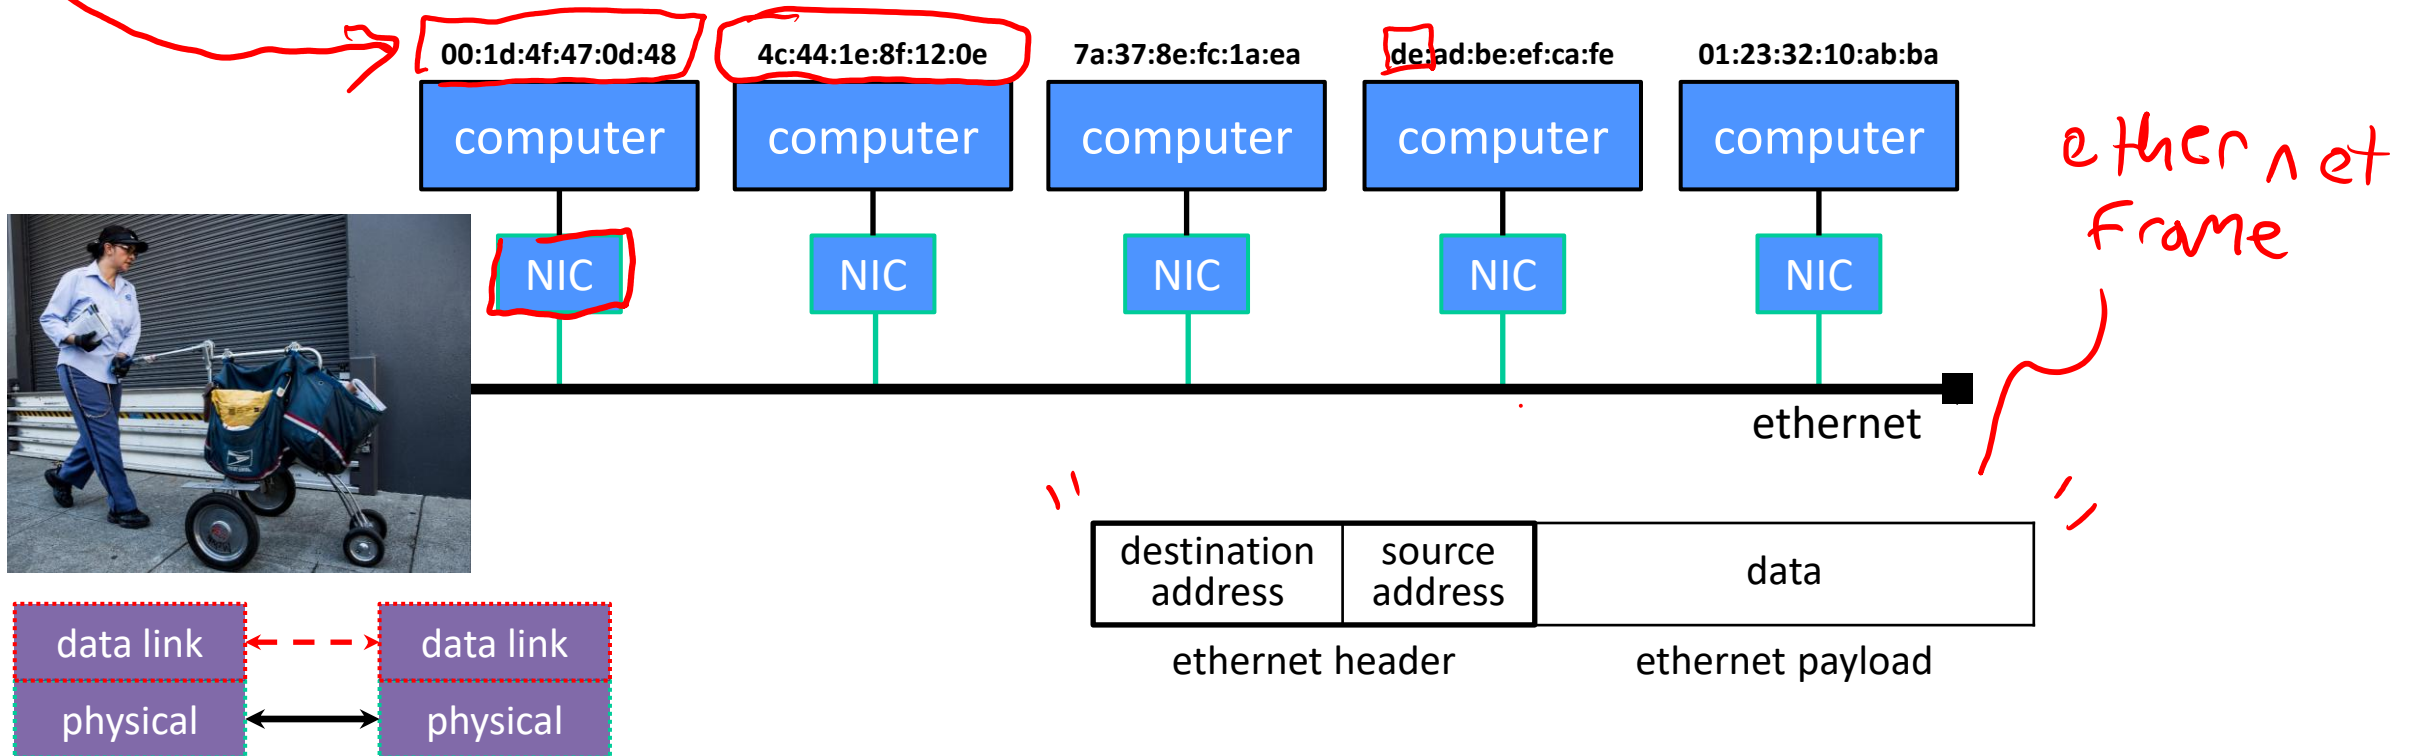 00:1d:4f:47:0d:48 4c:44:1e:8f:12:0e 7a:37:8e:fc:1a:ea de:ad:be:ef:ca:fe 01:23:32:10:ab:ba
computer computer computer computer computer
ethernet
frame
NIC NIC NIC NIC NIC
ethernet
destination
address
source
address
data
ethernet header ethernet payload
data link data link
physical physical